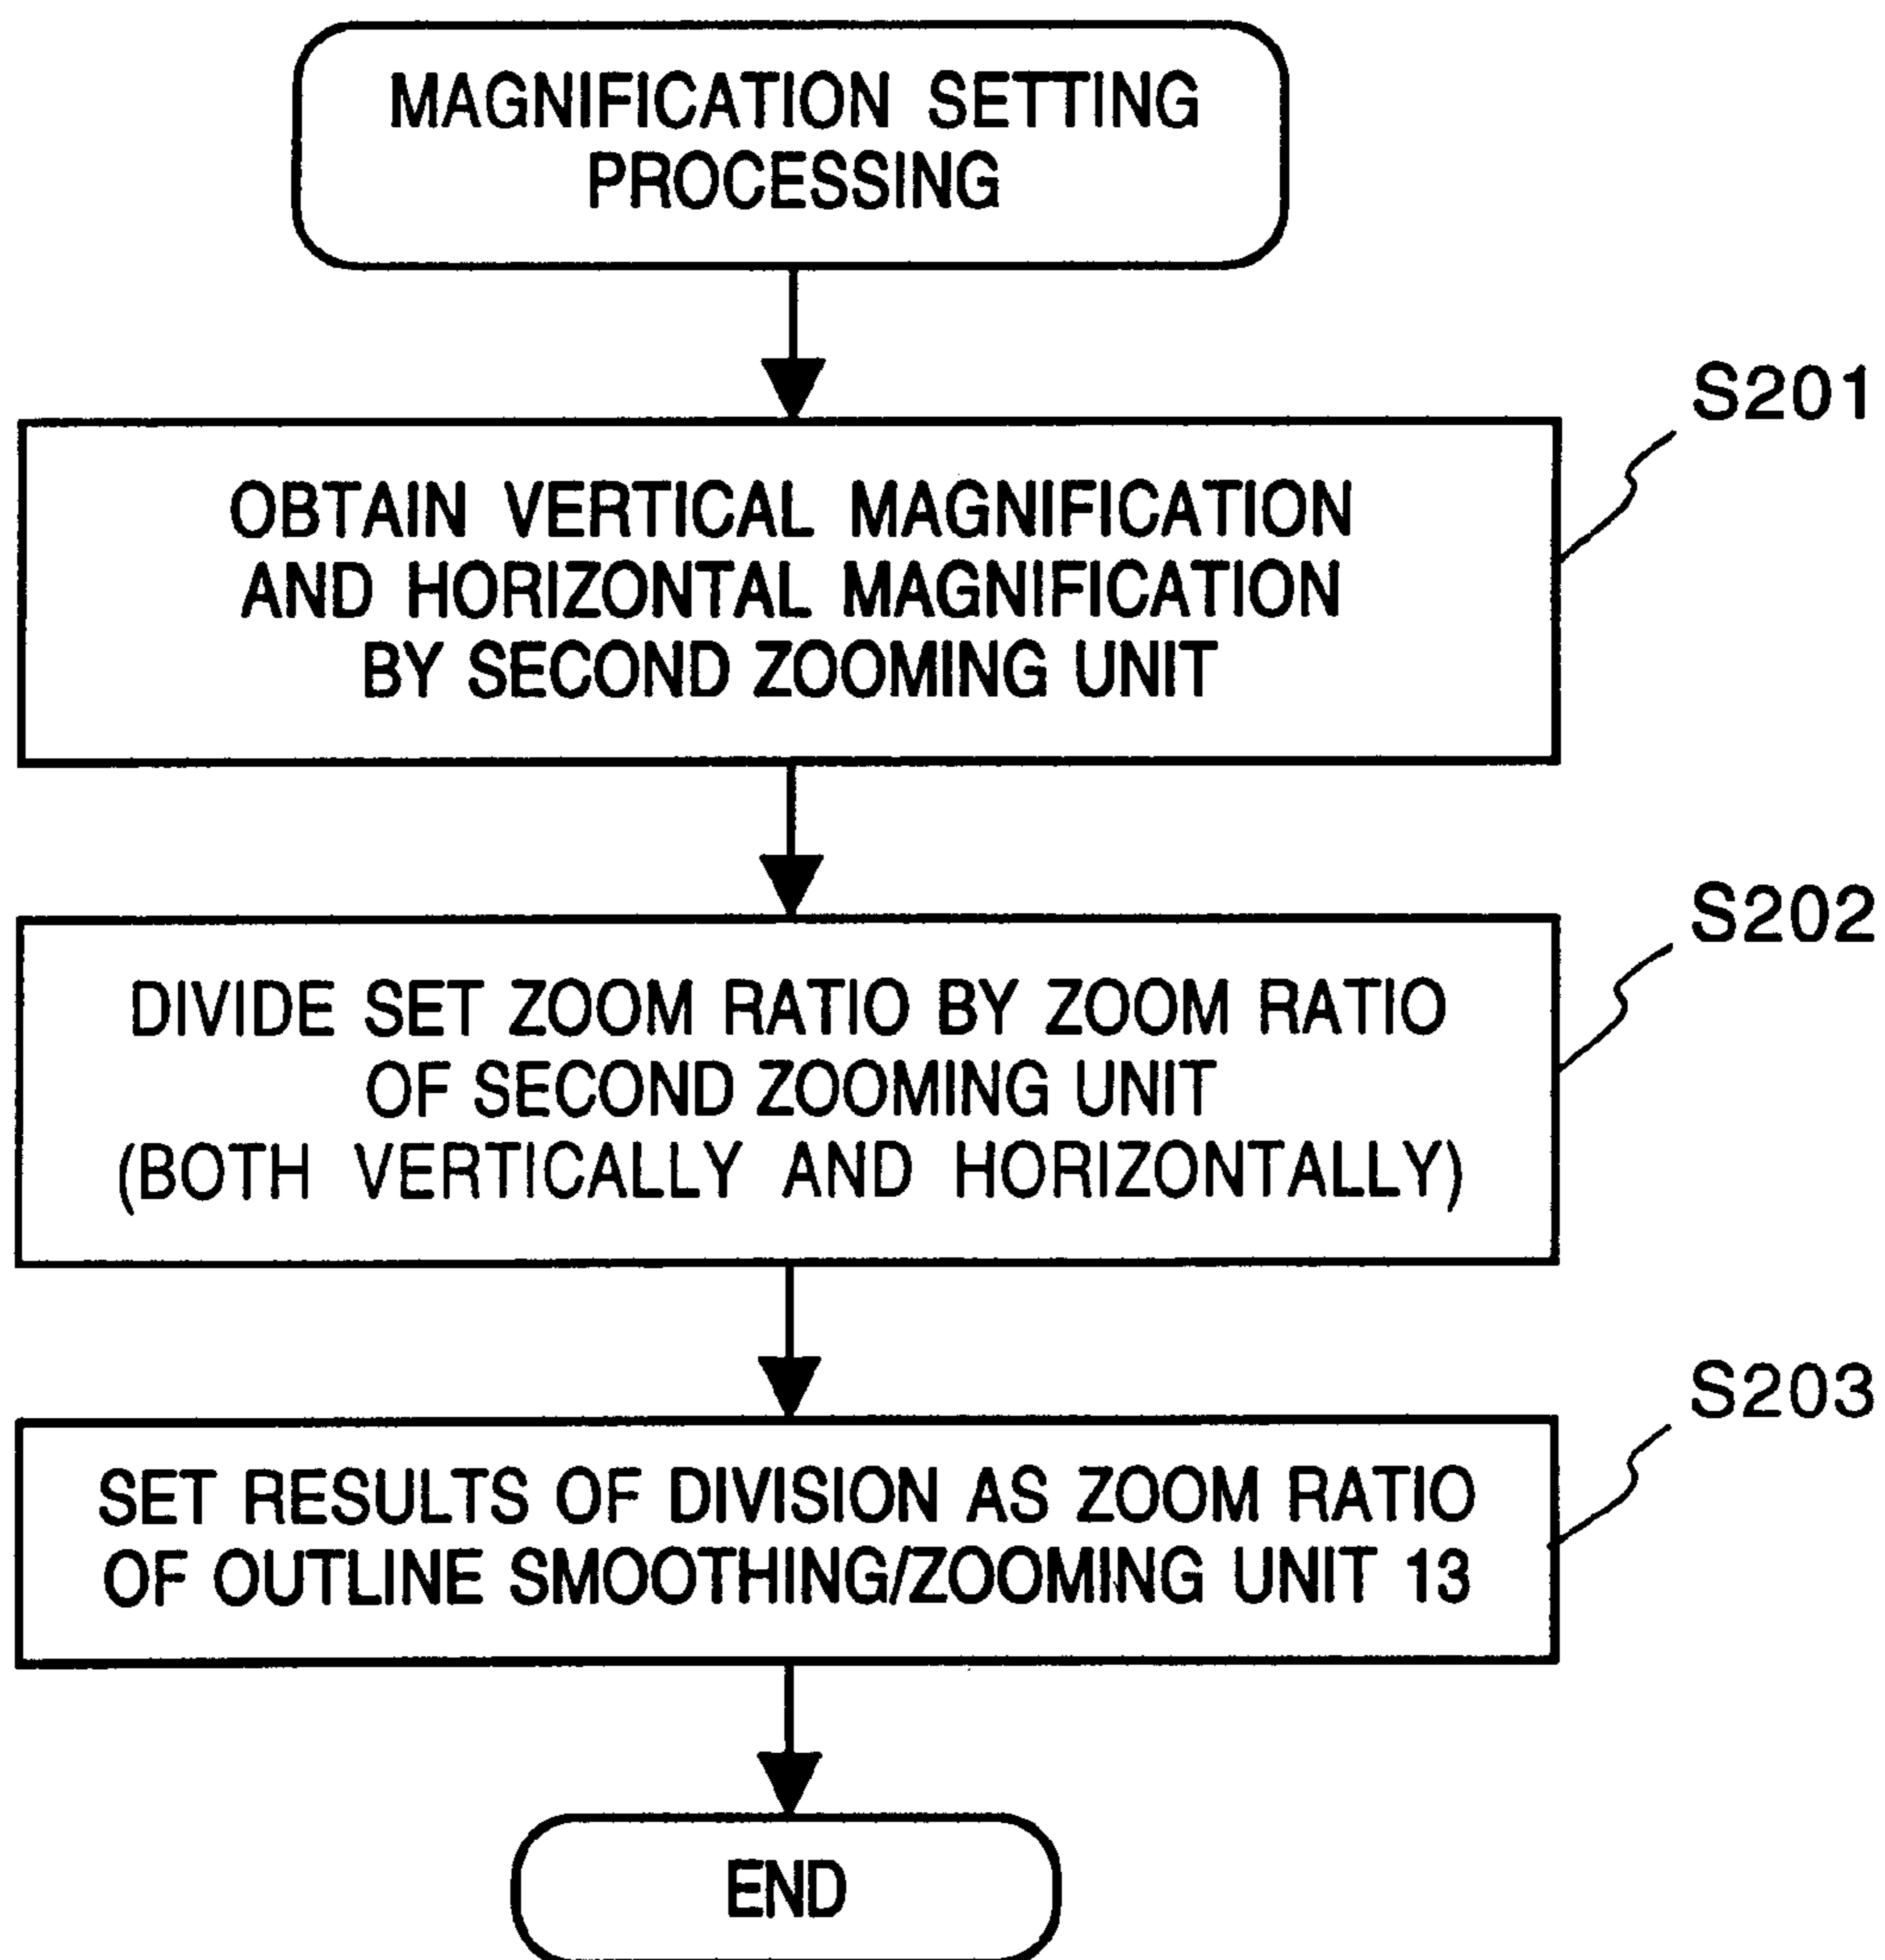 MAGNIFICATION SETTING
PROCESSING
S201
OBTAIN VERTICAL MAGNIFICATION
AND HORIZONTAL MAGNIFICATION
BY SECOND ZOOMING UNIT
S202
DIVIDE SET ZOOM RATIO BY ZOOM RATIO
OF SECOND ZOOMING UNIT
(BOTH VERTICALLY AND HORIZONTALLY)
S203
SET RESULTS OF DIVISION AS ZOOM RATIO
OF OUTLINE SMOOTHING/ZOOMING UNIT 13
END